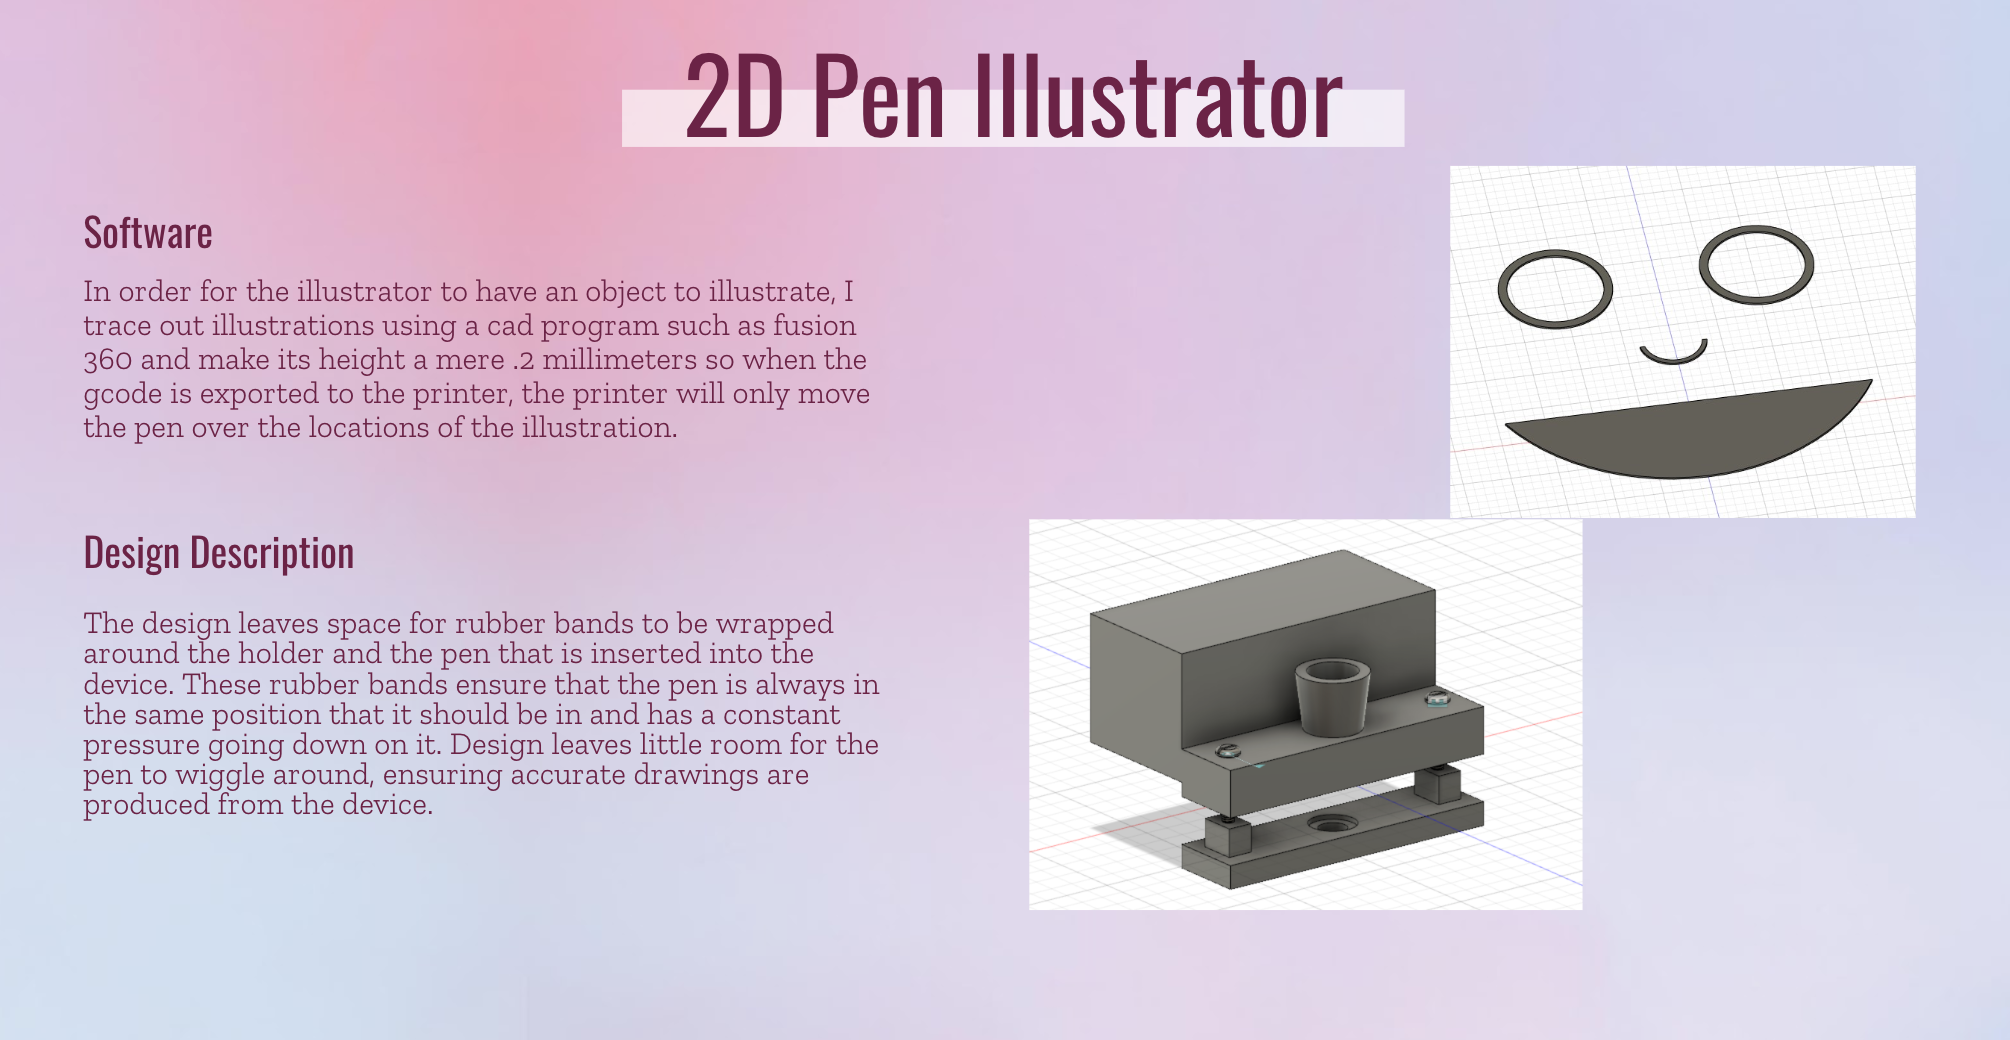 2D Pen Illustrator
Software
In order for the illustrator to have an object to illustrate, I
trace out illustrations using a cad program such as fusion
360 and make its height a mere .2 millimeters so when the
gcode is exported to the printer, the printer will only move
the pen over the locations of the illustration.
Design Description
The design leaves space for rubber bands to be wrapped
around the holder and the pen that is inserted into the
device. These rubber bands ensure that the pen is always in
the same position that it should be in and has a constant
pressure going down on it. Design leaves little room for the
pen to wiggle around, ensuring accurate drawings are
produced from the device.